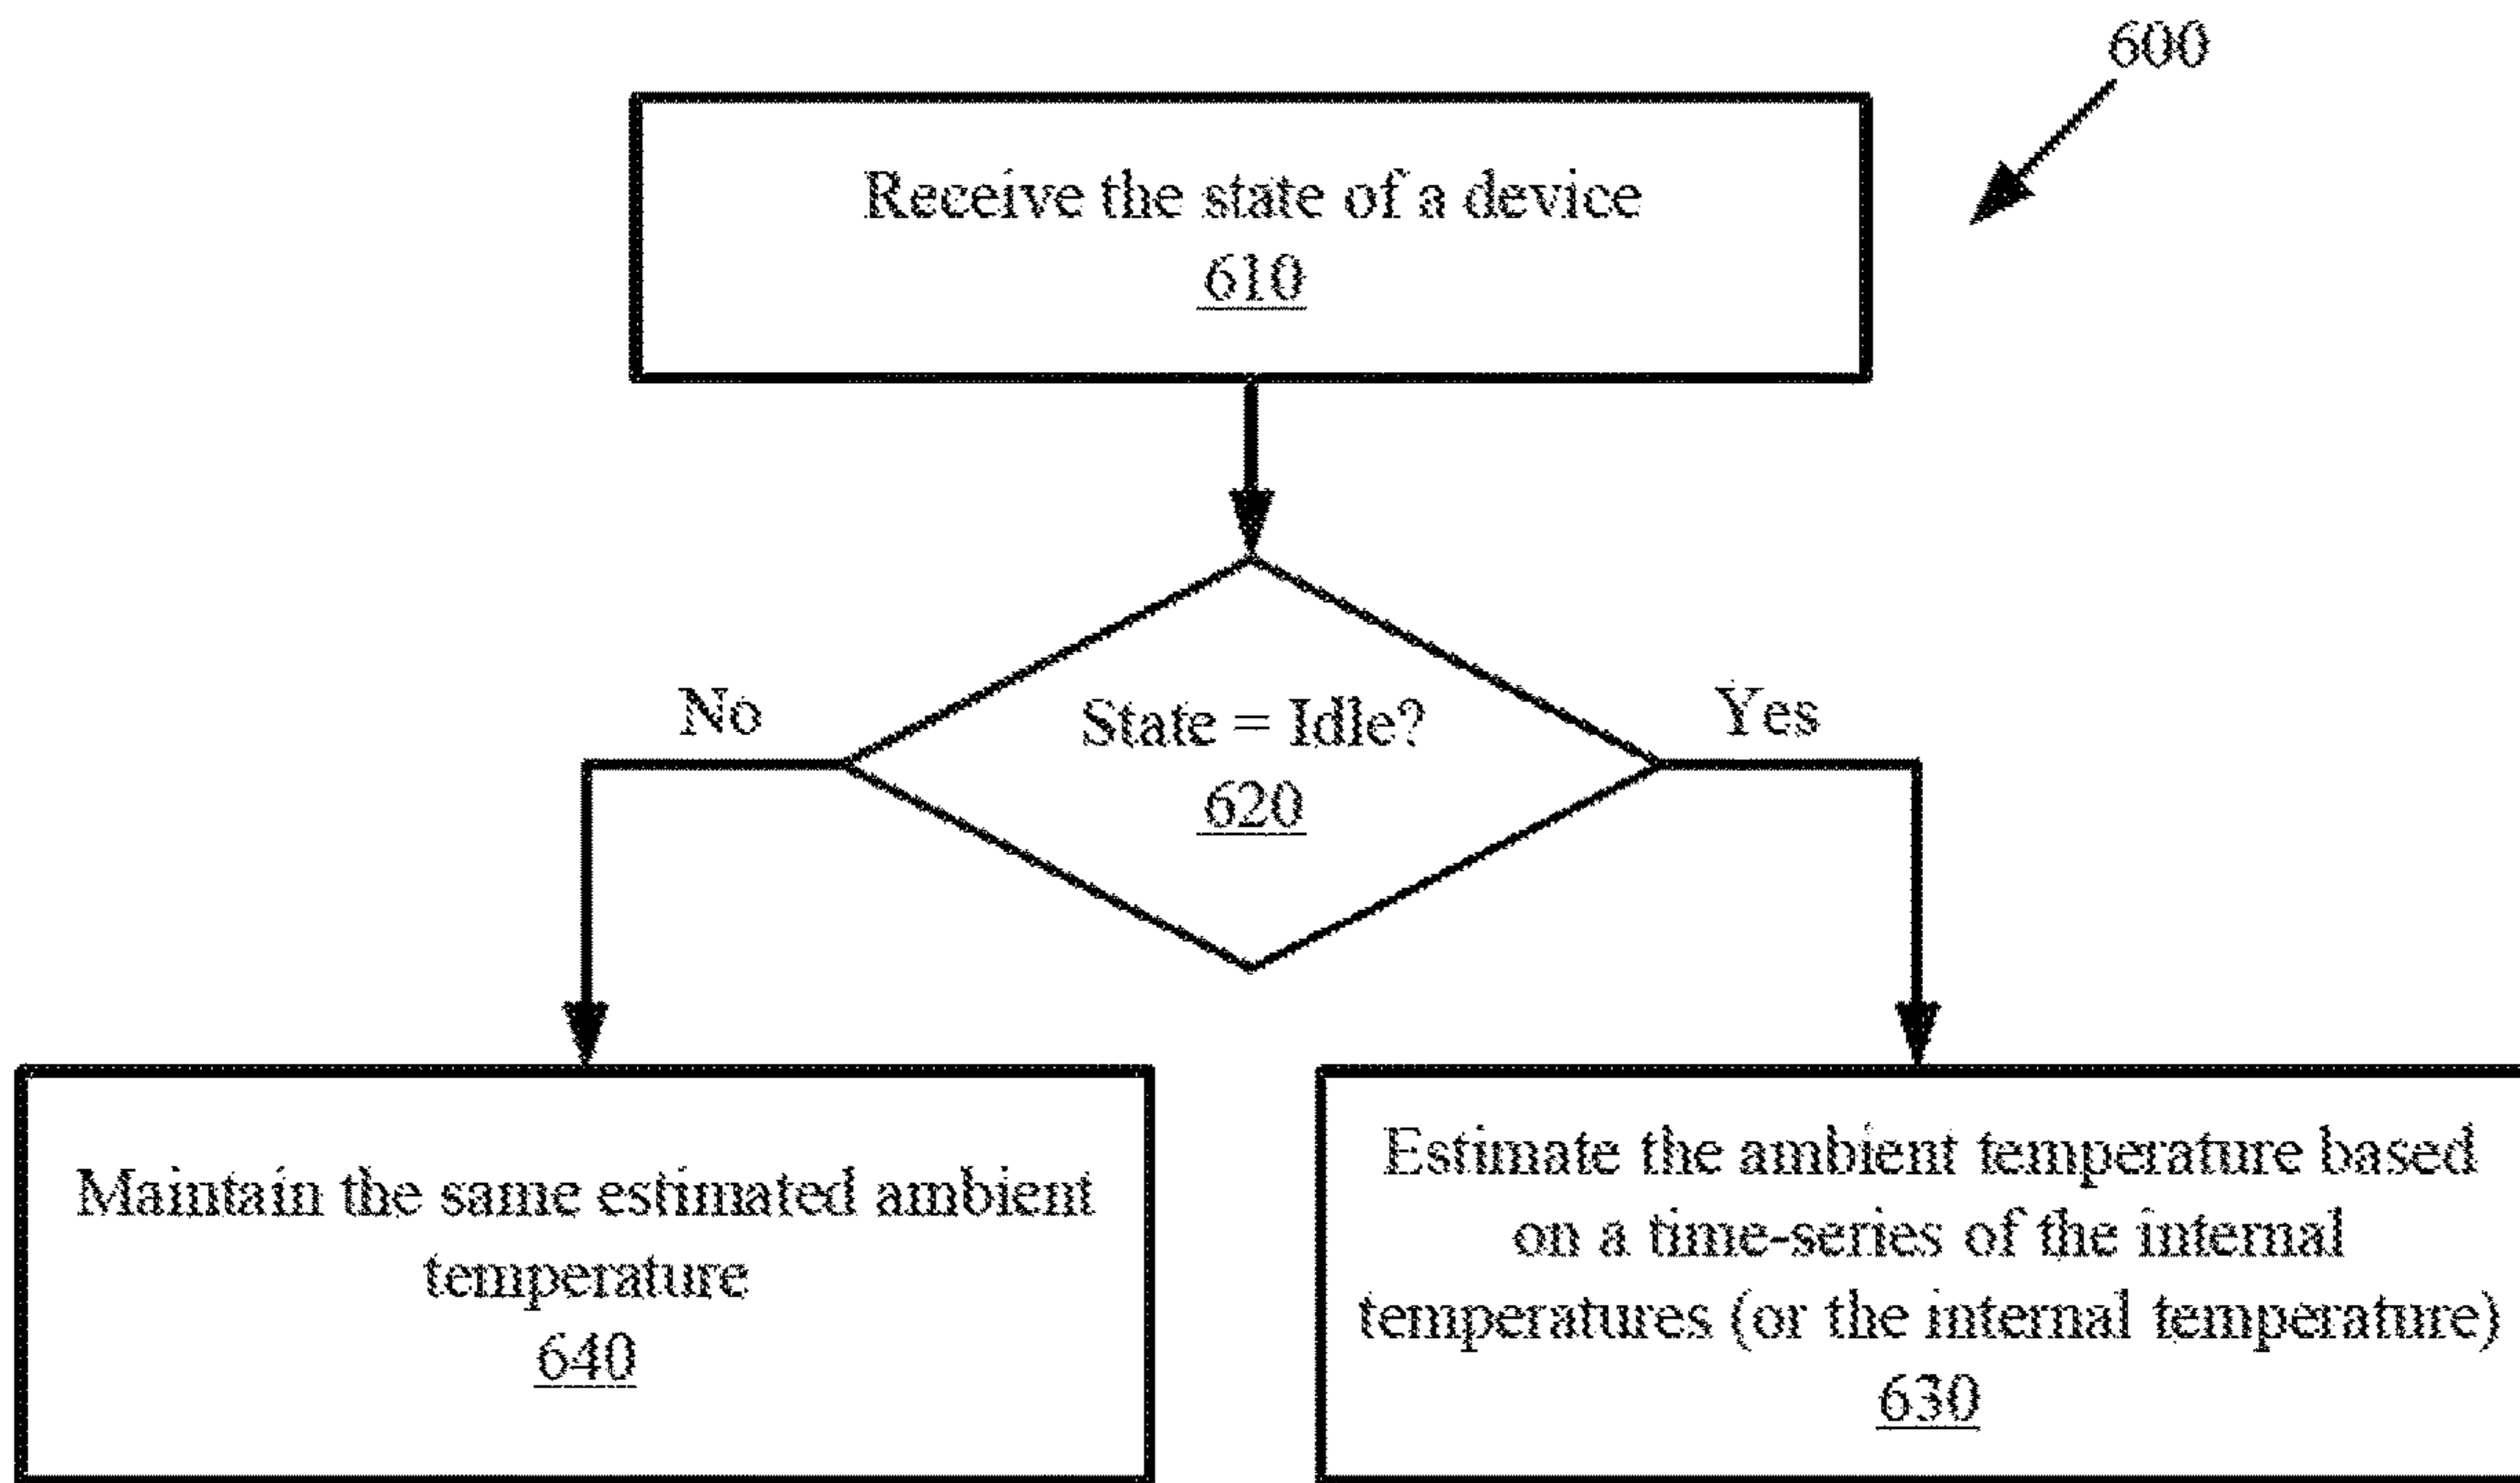 600
Receive the state of a device
610
State = Idle?
620
No
Yes
Maintain the same estimated ambient
temperature
640
Estimate the ambient temperature based
on a time-series of the internal
temperatures (or the internal temperature)
630